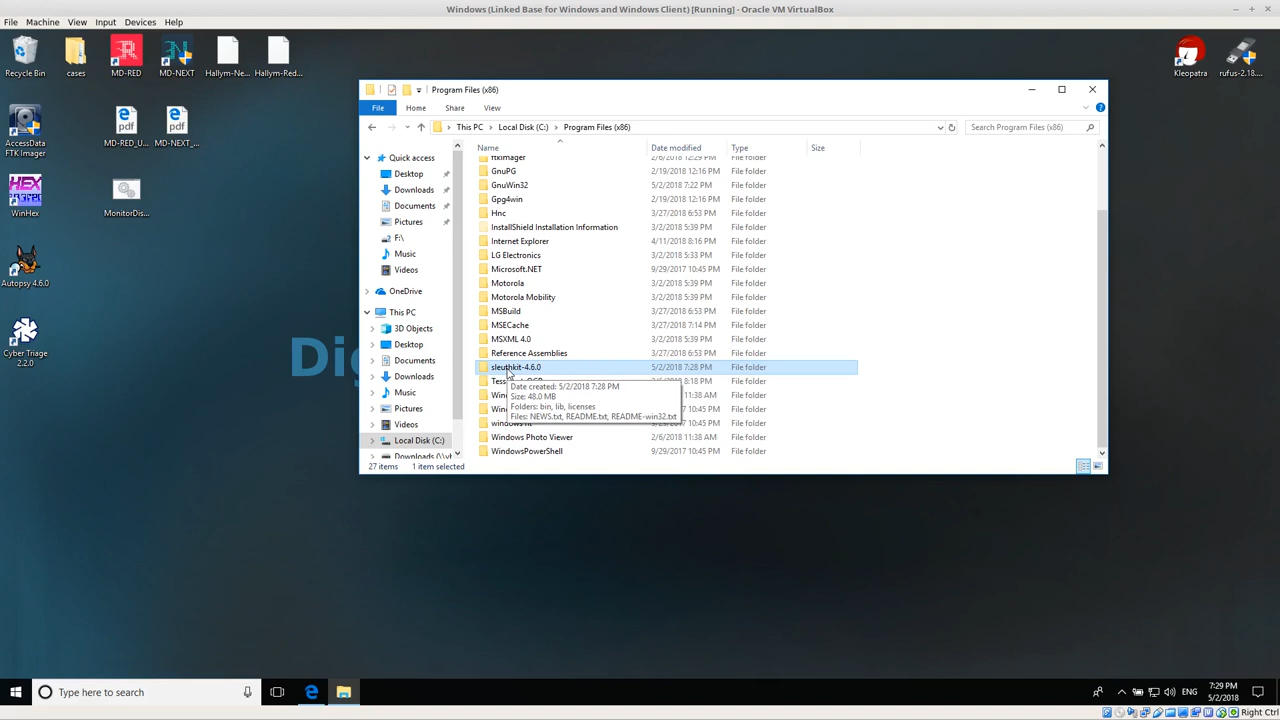 Windows (Linked Base for Windows and Windows Client) [Running] - Oracle VM VirtualBox
File Machine View Input Devices Help
Recycle Bin
cases
MD-RED
MD-NEXT
Hallym-Ne...
Hallym-Red...
Kleopatra
rufus-2.18....
AccessData FTK Imager
MD-RED_U...
MD-NEXT_...
WinHex
MonitorDis...
Autopsy 4.6.0
Cyber Triage 2.2.0
Program Files (x86)
File Home Share View
This PC > Local Disk (C:) > Program Files (x86)
Search Program Files (x86)
Quick access
Desktop
Downloads
Documents
Pictures
F:\
Music
Videos
OneDrive
This PC
3D Objects
Desktop
Documents
Downloads
Music
Pictures
Videos
Local Disk (C:)
Name Date modified Type Size
ftkimager 2/6/2018 12:29 PM File folder
GnuPG 2/19/2018 12:16 PM File folder
GnuWin32 5/2/2018 7:22 PM File folder
Gpg4win 2/19/2018 12:16 PM File folder
Hnc 3/27/2018 6:53 PM File folder
InstallShield Installation Information 3/2/2018 5:39 PM File folder
Internet Explorer 4/11/2018 8:16 PM File folder
LG Electronics 3/2/2018 5:33 PM File folder
Microsoft.NET 9/29/2017 10:45 PM File folder
Motorola 3/2/2018 5:39 PM File folder
Motorola Mobility 3/2/2018 5:39 PM File folder
MSBuild 3/27/2018 6:53 PM File folder
MSECache 3/27/2018 7:14 PM File folder
MSXML 4.0 3/2/2018 5:39 PM File folder
Reference Assemblies 3/27/2018 6:53 PM File folder
sleuthkit-4.6.0 5/2/2018 7:28 PM File folder
8:18 PM File folder
11:38 AM File folder
File folder
File folder
Windows Photo Viewer 2/6/2018 11:38 AM File folder
WindowsPowerShell 9/29/2017 10:45 PM File folder
Date created: 5/2/2018 7:28 PM
Size: 48.0 MB
Folders: bin, lib, licenses
Files: NEWS.txt, README.txt, README-win32.txt
27 items 1 item selected
Di
Type here to search
ENG
7:29 PM
5/2/2018
Right Ctrl